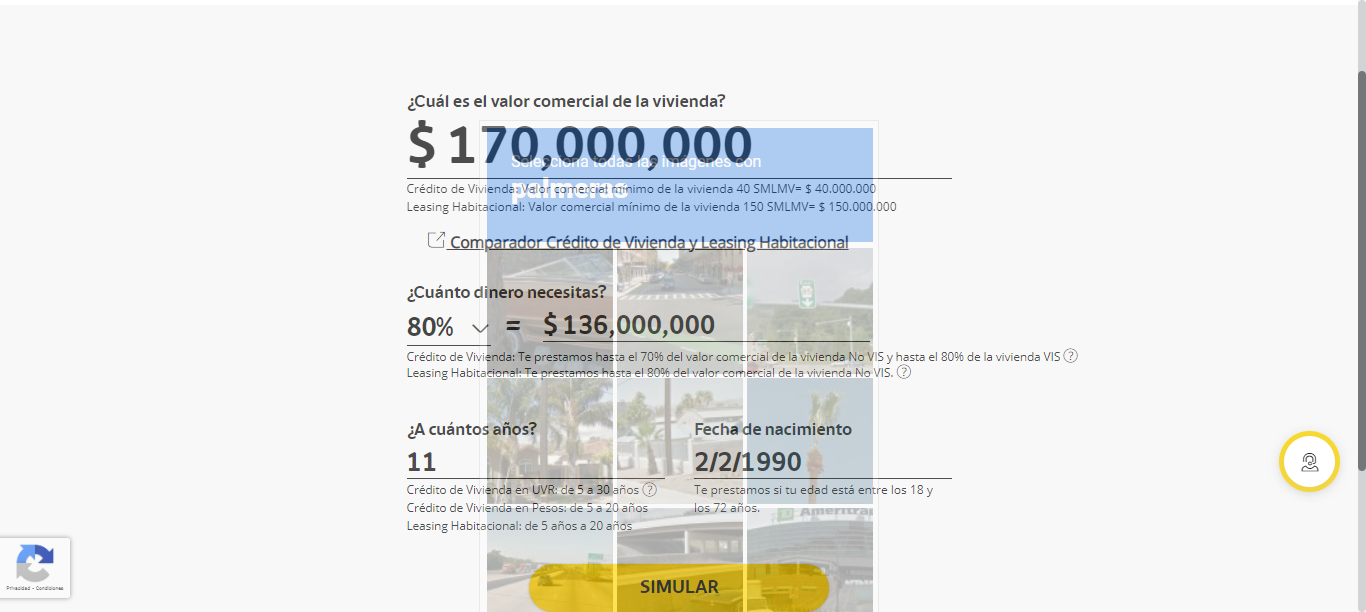 ¿Cuál es el valor comercial de la vivienda?
$ 170,000,000
Selecciona todas las imágenes con
palmeras
Crédito de Vivienda: Valor comercial mínimo de la vivienda 40 SMLMV= $ 40.000.000
Leasing Habitacional: Valor comercial mínimo de la vivienda 150 SMLMV= $ 150.000.000
Comparador Crédito de Vivienda y Leasing Habitacional
¿Cuánto dinero necesitas?
80% = $ 136,000,000
Crédito de Vivienda: Te prestamos hasta el 70% del valor comercial de la vivienda No VIS y hasta el 80% de la vivienda VIS ?
Leasing Habitacional: Te prestamos hasta el 80% del valor comercial de la vivienda No VIS. ?
¿A cuántos años?
11
Crédito de Vivienda en UVR: de 5 a 30 años ?
Crédito de Vivienda en Pesos: de 5 a 20 años
Leasing Habitacional: de 5 años a 20 años
Fecha de nacimiento
2/2/1990
Te prestamos si tu edad está entre los 18 y
los 72 años.
SIMULAR
Privacidad - Condiciones